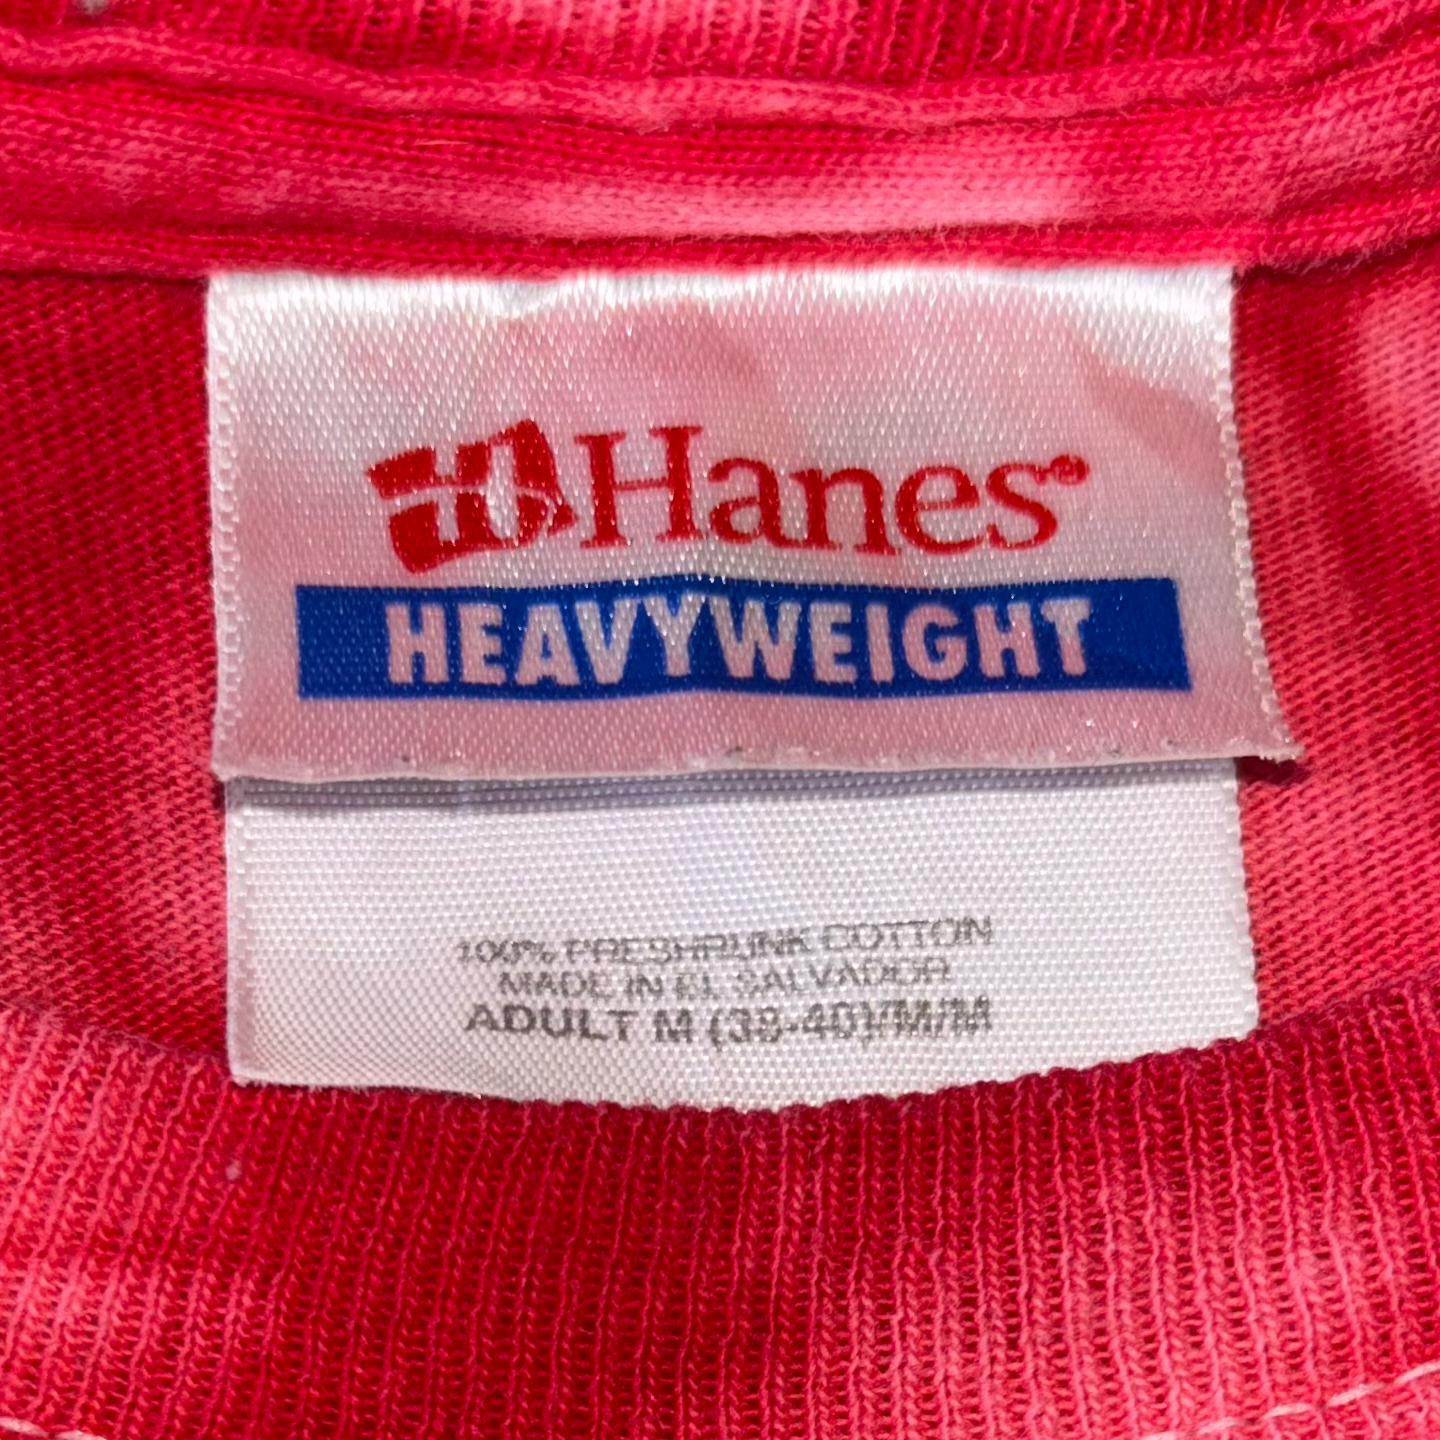 Hanes®
HEAVYWEIGHT
100% PRESHRUNK COTTON
MADE IN EL SALVADOR
ADULT M (38-40)/M/M